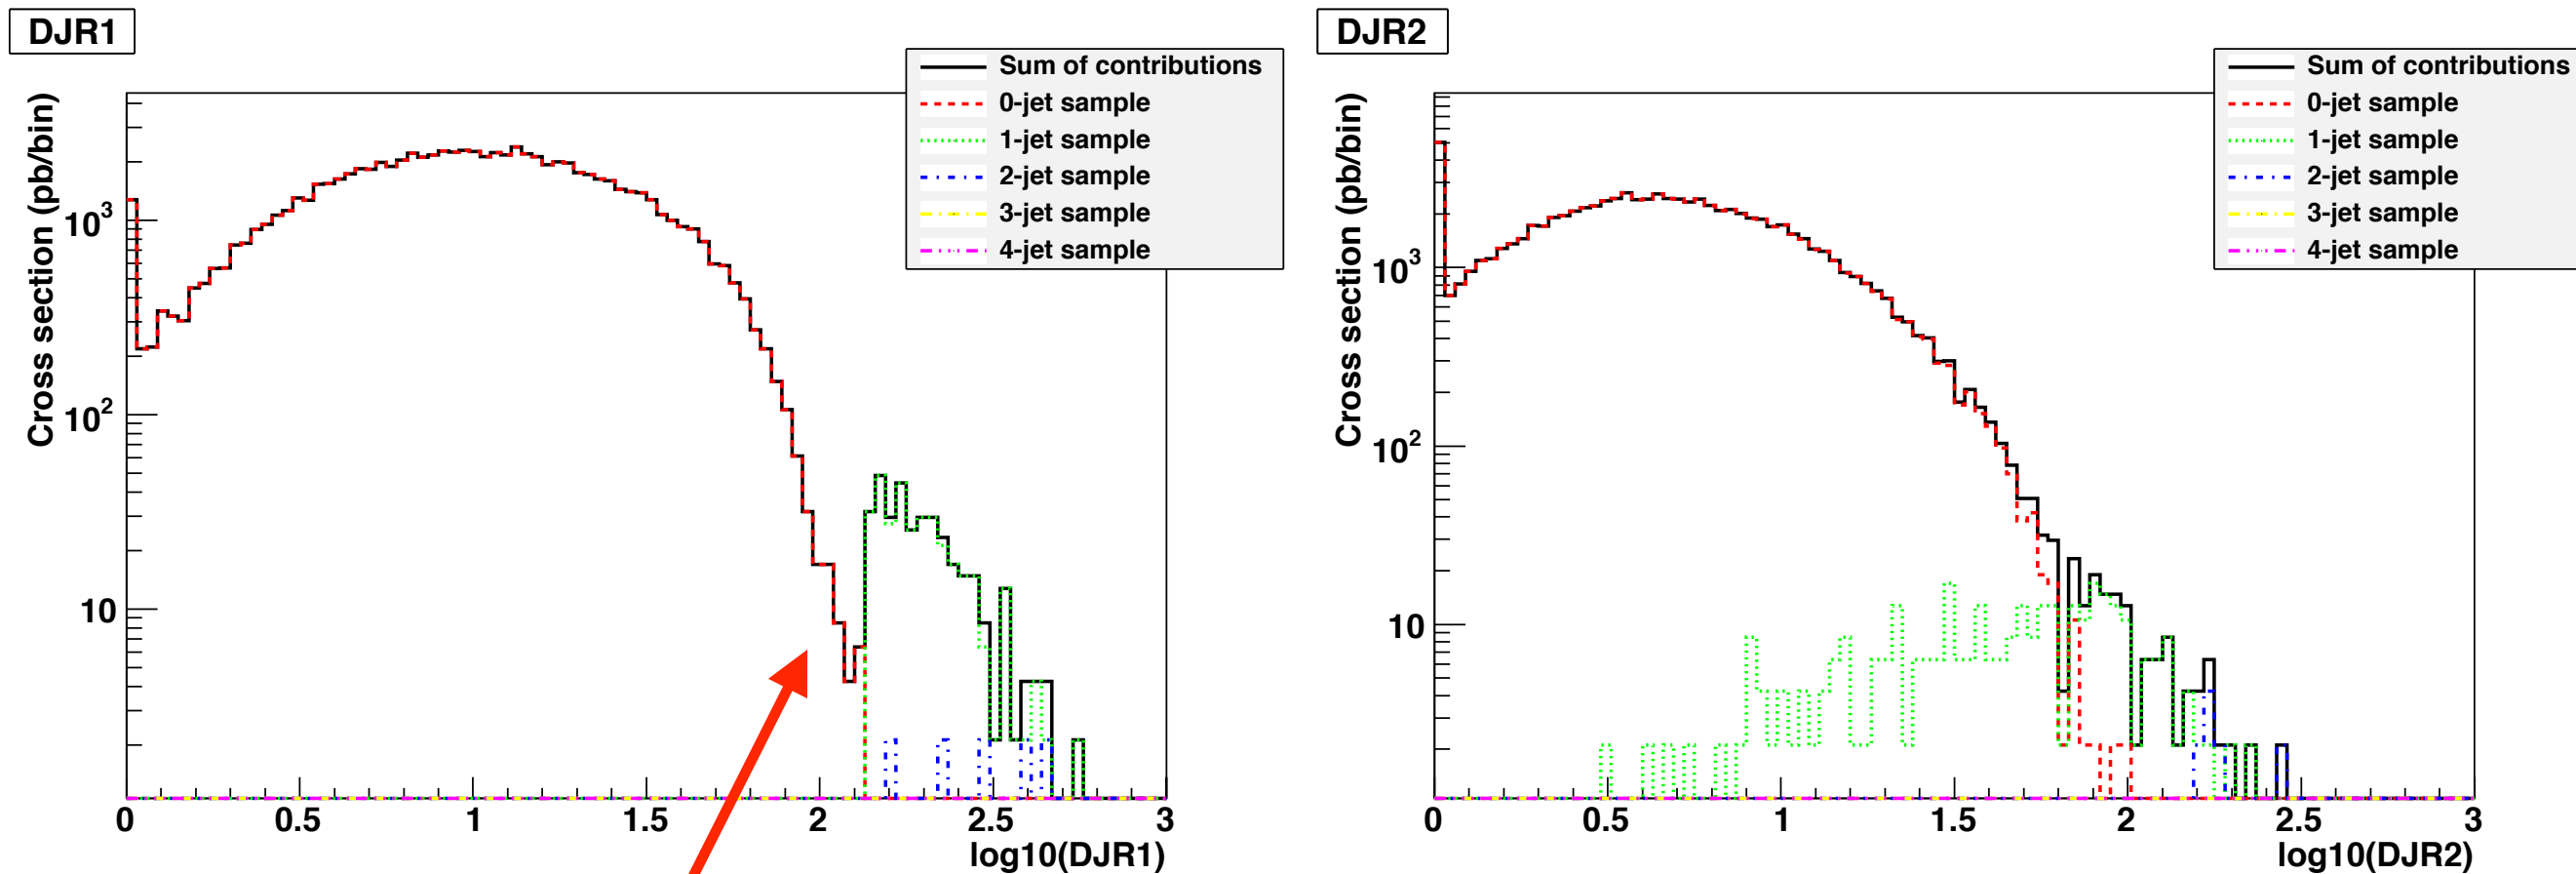 DJR1
Sum of contributions
0-jet sample
1-jet sample
2-jet sample
3-jet sample
4-jet sample
Cross section (pb/bin)
10³
10²
10
0 0.5 1 1.5 2 2.5 3
log10(DJR1)
DJR2
Sum of contributions
0-jet sample
1-jet sample
2-jet sample
3-jet sample
4-jet sample
Cross section (pb/bin)
10³
10²
10
0 0.5 1 1.5 2 2.5 3
log10(DJR2)